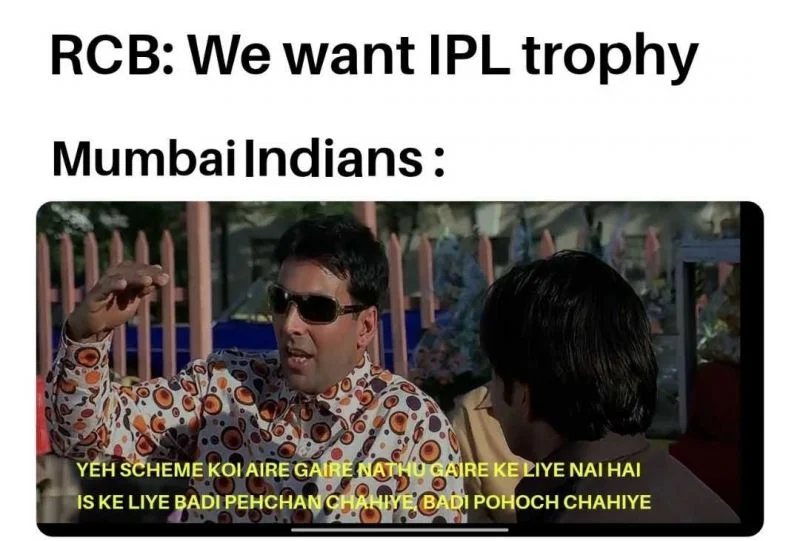 RCB: We want IPL trophy
Mumbai Indians :
YEH SCHEME KOI AIRE GAIRE NATHU GAIRE KE LIYE NAI HAI
IS KE LIYE BADI PEHCHAN CHAHIYE, BADI POHOCH CHAHIYE